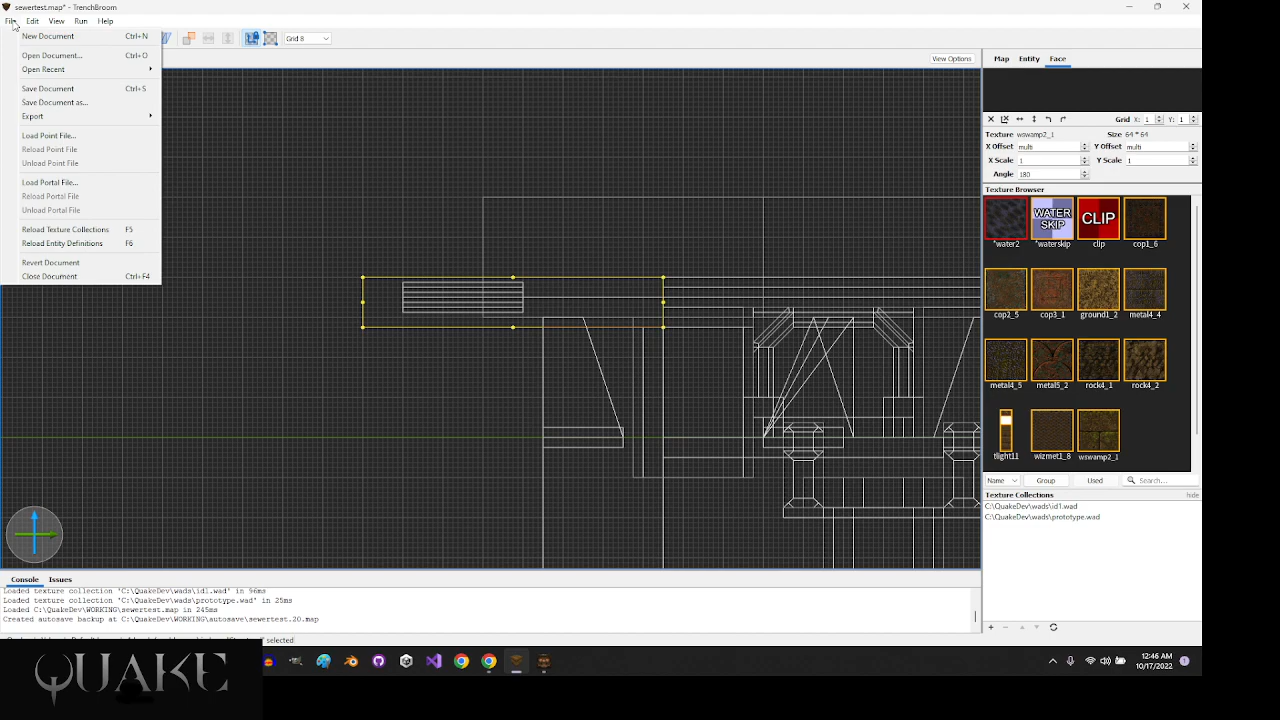 sewertest.map* - TrenchBroom
File Edit View Run Help
New Document Ctrl+N
Open Document... Ctrl+O
Open Recent
Save Document Ctrl+S
Save Document as...
Export
Load Point File...
Reload Point File
Unload Point File
Load Portal File...
Reload Portal File
Unload Portal File
Reload Texture Collections F5
Reload Entity Definitions F6
Revert Document
Close Document Ctrl+F4
Grid 8
View Options
Map Entity Face
Grid X: 1 Y: 1
Texture wswamp2_1 Size 64 * 64
X Offset multi Y Offset multi
X Scale 1 Y Scale 1
Angle 180
Texture Browser
WATER SKIP CLIP
*water2 *waterskip clip cop1_6
cop2_5 cop3_1 ground1_2 metal4_4
metal4_5 metal5_2 rock4_1 rock4_2
tlight11 wizmet1_8 wswamp2_1
Name Group Used Search...
Texture Collections hide
C:\QuakeDev\wads\id1.wad
C:\QuakeDev\wads\prototype.wad
Console Issues
Loaded texture collection 'C:\QuakeDev\wads\id1.wad' in 96ms
Loaded texture collection 'C:\QuakeDev\wads\prototype.wad' in 25ms
Loaded C:\QuakeDev\WORKING\sewertest.map in 245ms
Created autosave backup at C:\QuakeDev\WORKING\autosave\sewertest.20.map
selected
QUAKE
12:46 AM
10/17/2022
1